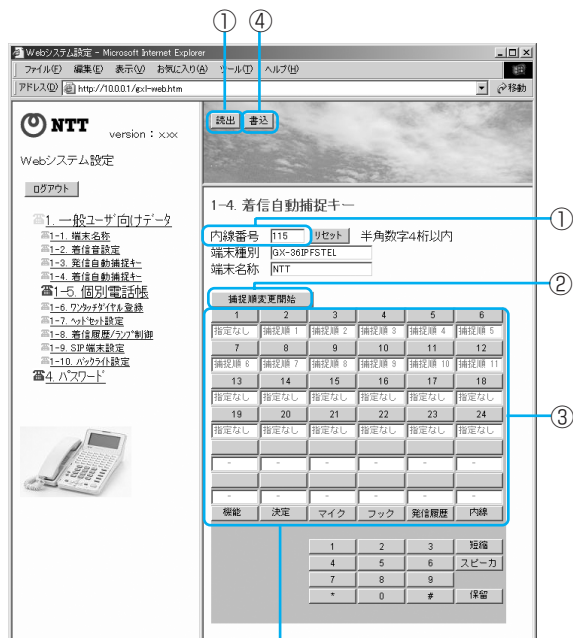 ① ④
Webシステム設定 - Microsoft Internet Explorer
ファイル(F) 編集(E) 表示(V) お気に入り(A) ツール(T) ヘルプ(H)
アドレス(D) http://10.0.0.1/gxl-web.htm 移動
NTT version：×.××
読出 書込
Webシステム設定
ログアウト
1. 一般ユーザ向けデータ
1-1. 端末名称
1-2. 着信音設定
1-3. 発信自動捕捉キー
1-4. 着信自動捕捉キー
1-5. 個別電話帳
1-6. ワンタッチダイヤル登録
1-7. ヘッドセット設定
1-8. 着信履歴/ランプ制御
1-9. SIP端末設定
1-10. バックライト設定
4. パスワード
1-4. 着信自動捕捉キー
内線番号 115 リセット 半角数字4桁以内 ①
端末種別 GX-36IPFSTEL
端末名称 NTT
②
捕捉順変更開始
1 2 3 4 5 6
指定なし 捕捉順 1 捕捉順 2 捕捉順 3 捕捉順 4 捕捉順 5
7 8 9 10 11 12
捕捉順 6 捕捉順 7 捕捉順 8 捕捉順 9 捕捉順 10 捕捉順 11
13 14 15 16 17 18
指定なし 指定なし 指定なし 指定なし 指定なし 指定なし
③
19 20 21 22 23 24
指定なし 指定なし 指定なし 指定なし 指定なし 指定なし
- - - - - -
- - - - - -
機能 決定 マイク フック 発信履歴 内線
1 2 3 短縮
4 5 6 スピーカ
7 8 9
* 0 # 保留